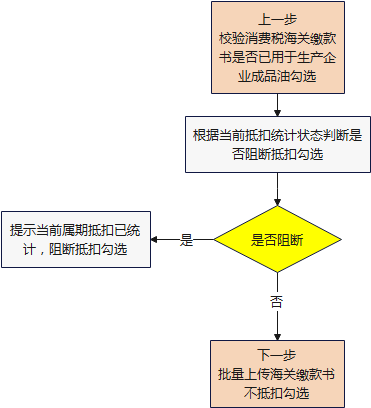 上一步
校验消费税海关缴款
书是否已用于生产企
业成品油勾选
根据当前抵扣统计状态判断是
否阻断抵扣勾选
是否阻断
是
提示当前属期抵扣已统
计，阻断抵扣勾选
否
下一步
批量上传海关缴款书
不抵扣勾选